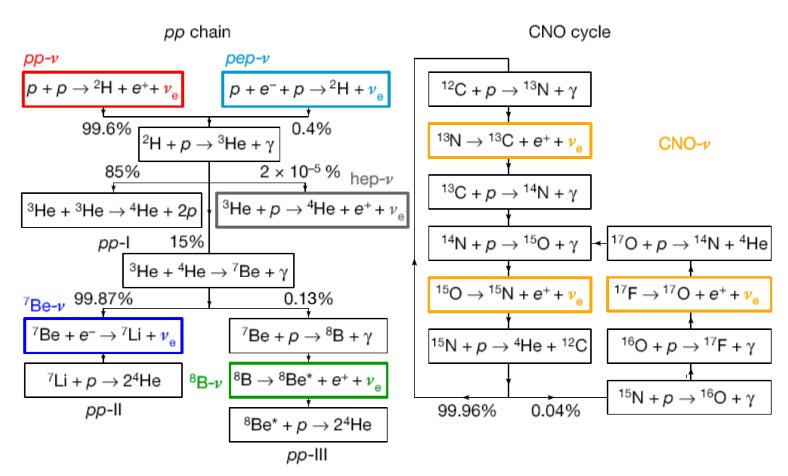 pp chain
pp-ν
pep-ν
p + p → ²H + e⁺ + νₑ
p + e⁻ + p → ²H + νₑ
99.6%
0.4%
²H + p → ³He + γ
85%
2 × 10⁻⁵ %
hep-ν
³He + ³He → ⁴He + 2p
³He + p → ⁴He + e⁺ + νₑ
pp-I
15%
³He + ⁴He → ⁷Be + γ
⁷Be-ν
99.87%
0.13%
⁷Be + e⁻ → ⁷Li + νₑ
⁷Be + p → ⁸B + γ
⁷Li + p → 2⁴He
⁸B-ν
⁸B → ⁸Be* + e⁺ + νₑ
pp-II
⁸Be* + p → 2⁴He
pp-III
CNO cycle
¹²C + p → ¹³N + γ
¹³N → ¹³C + e⁺ + νₑ
CNO-ν
¹³C + p → ¹⁴N + γ
¹⁴N + p → ¹⁵O + γ
¹⁷O + p → ¹⁴N + ⁴He
¹⁵O → ¹⁵N + e⁺ + νₑ
¹⁷F → ¹⁷O + e⁺ + νₑ
¹⁵N + p → ⁴He + ¹²C
¹⁶O + p → ¹⁷F + γ
¹⁵N + p → ¹⁶O + γ
99.96%
0.04%